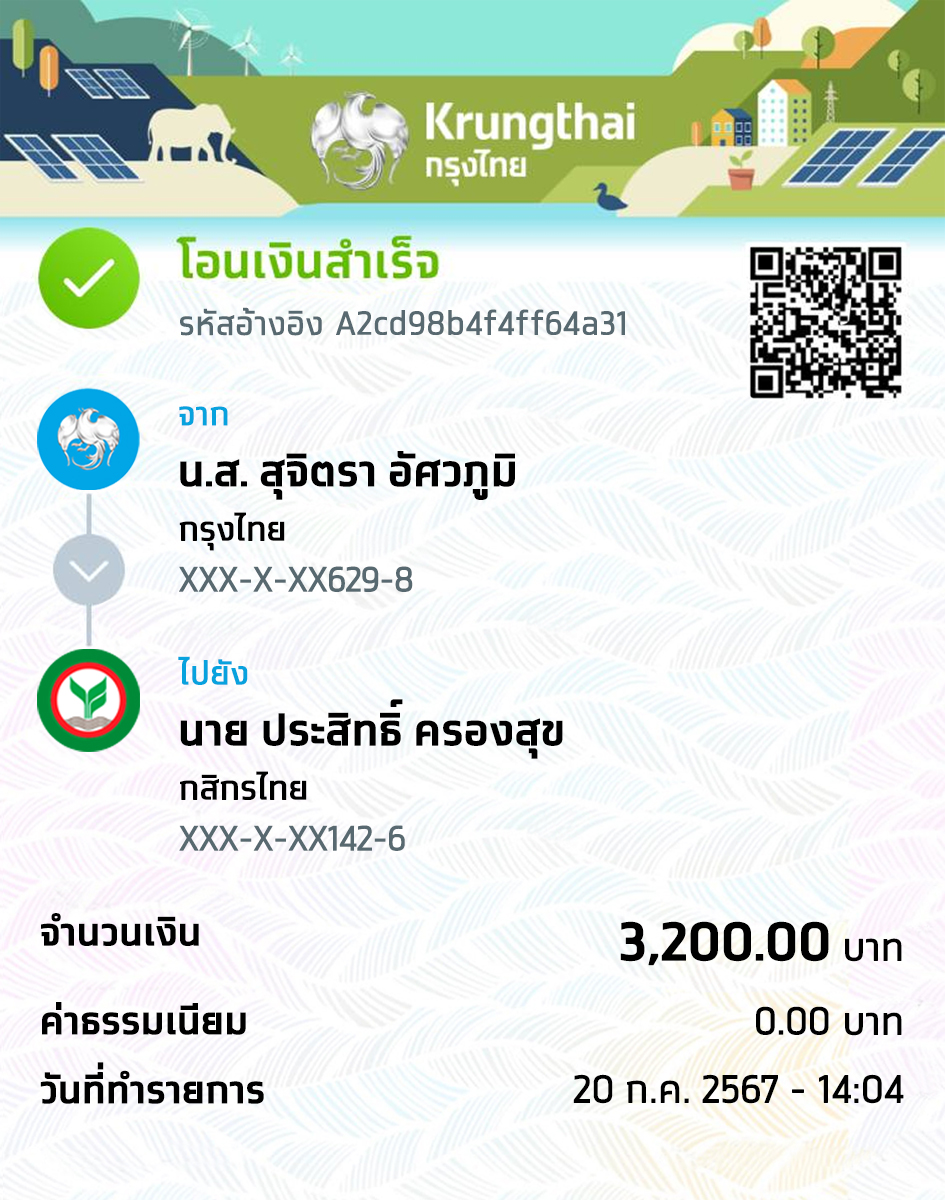 Krungthai
กรุงไทย
โอนเงินสำเร็จ
รหัสอ้างอิง A2cd98b4f4ff64a31
จาก
น.ส. สุจิตรา อัศวภูมิ
กรุงไทย
XXX-X-XX629-8
ไปยัง
นาย ประสิทธิ์ ครองสุข
กสิกรไทย
XXX-X-XX142-6
จำนวนเงิน 3,200.00 บาท
ค่าธรรมเนียม 0.00 บาท
วันที่ทำรายการ 20 ก.ค. 2567 - 14:04